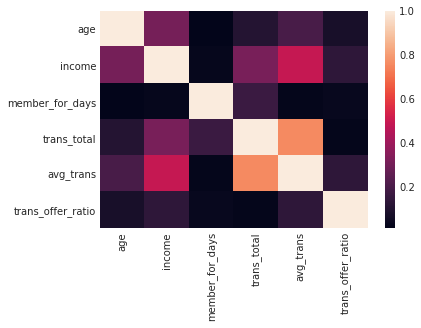 age
income
member_for_days
trans_total
avg_trans
trans_offer_ratio
age
income
member_for_days
trans_total
avg_trans
trans_offer_ratio
1.0
0.8
0.6
0.4
0.2